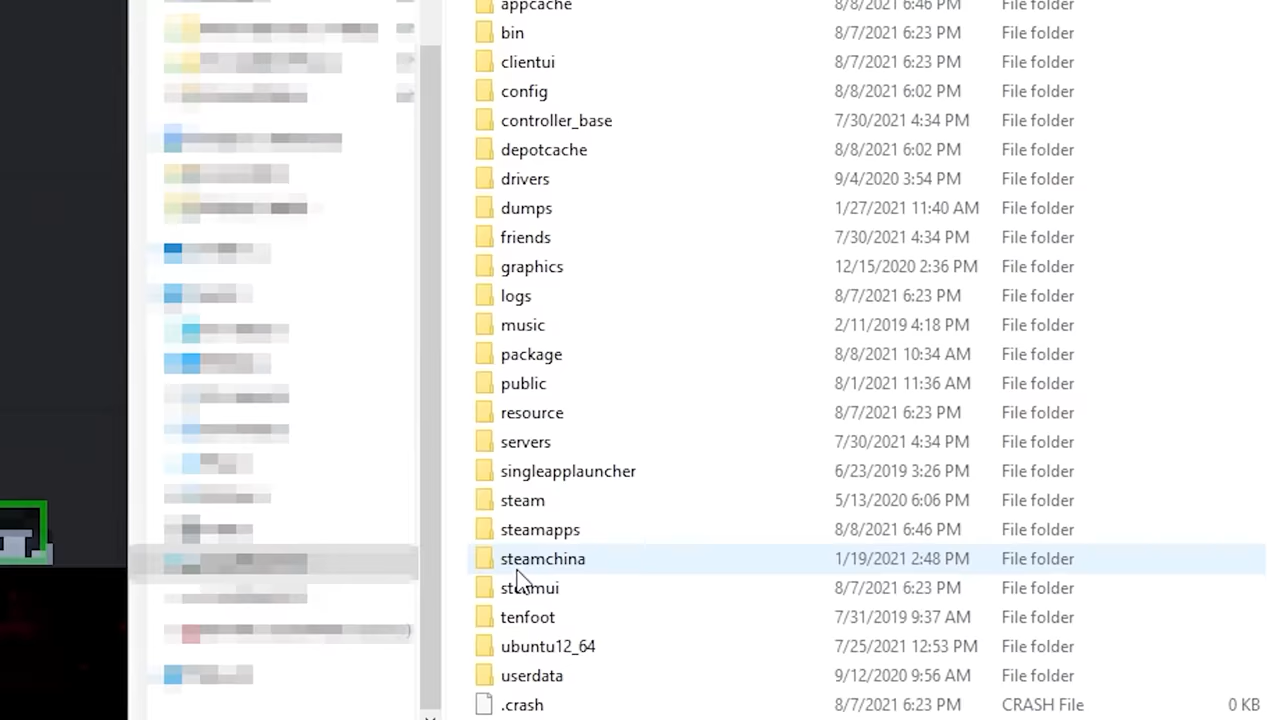 appcache 8/8/2021 6:46 PM File folder
bin 8/7/2021 6:23 PM File folder
clientui 8/7/2021 6:23 PM File folder
config 8/8/2021 6:02 PM File folder
controller_base 7/30/2021 4:34 PM File folder
depotcache 8/8/2021 6:02 PM File folder
drivers 9/4/2020 3:54 PM File folder
dumps 1/27/2021 11:40 AM File folder
friends 7/30/2021 4:34 PM File folder
graphics 12/15/2020 2:36 PM File folder
logs 8/7/2021 6:23 PM File folder
music 2/11/2019 4:18 PM File folder
package 8/8/2021 10:34 AM File folder
public 8/1/2021 11:36 AM File folder
resource 8/7/2021 6:23 PM File folder
servers 7/30/2021 4:34 PM File folder
singleapplauncher 6/23/2019 3:26 PM File folder
steam 5/13/2020 6:06 PM File folder
steamapps 8/8/2021 6:46 PM File folder
steamchina 1/19/2021 2:48 PM File folder
steamui 8/7/2021 6:23 PM File folder
tenfoot 7/31/2019 9:37 AM File folder
ubuntu12_64 7/25/2021 12:53 PM File folder
userdata 9/12/2020 9:56 AM File folder
.crash 8/7/2021 6:23 PM CRASH File 0 KB